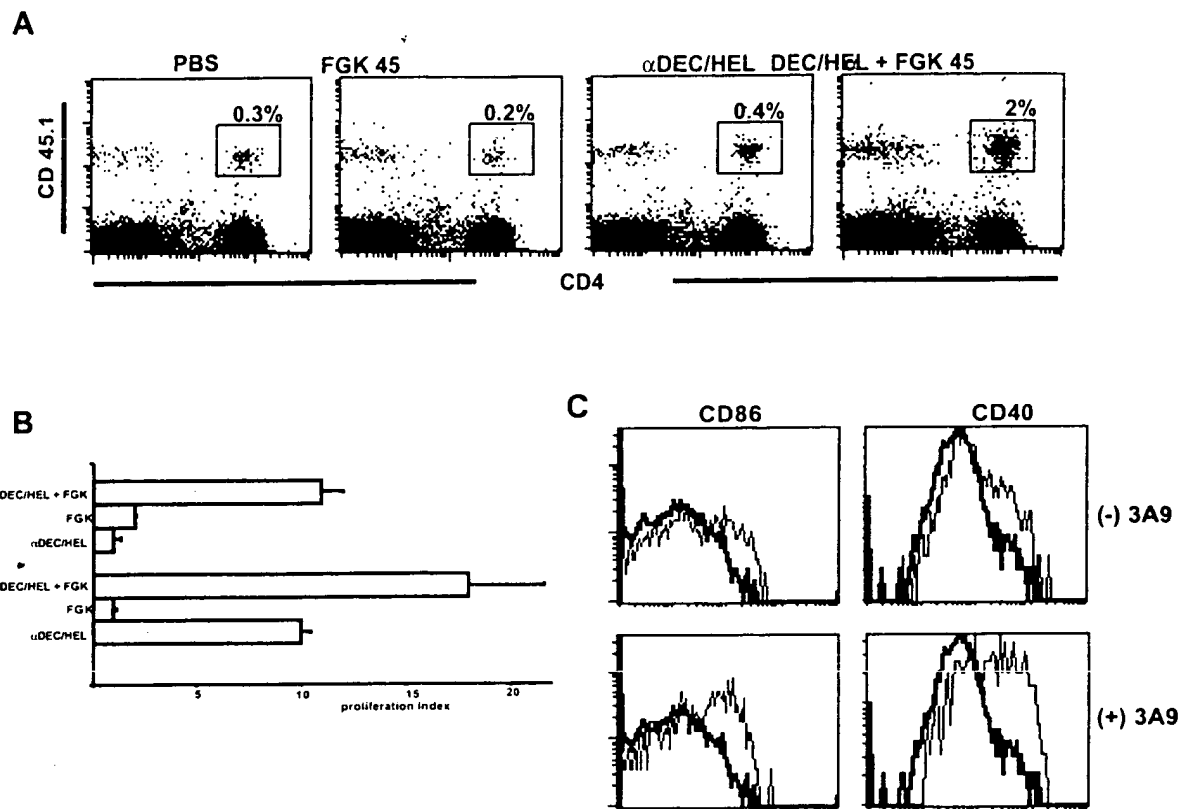 A
PBS
FGK 45
αDEC/HEL DEC/HEL + FGK 45
0.3%
0.2%
0.4%
2%
CD 45.1
CD4
B
DEC/HEL + FGK
FGK
αDEC/HEL
DEC/HEL + FGK
FGK
αDEC/HEL
5
10
15
20
proliferation index
C
CD86
CD40
(-) 3A9
(+) 3A9